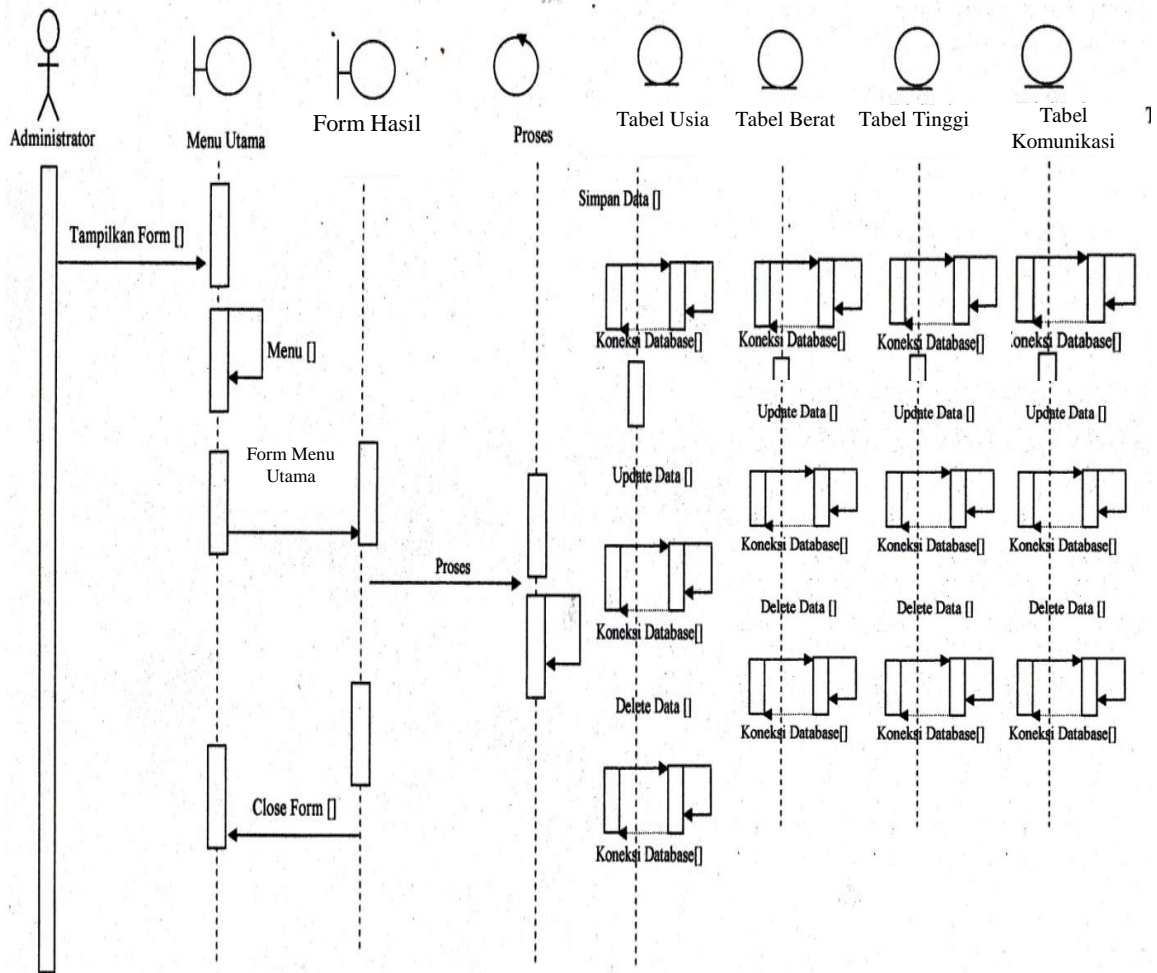 Administrator
Menu Utama
Form Hasil
Proses
Tabel Usia
Tabel Berat
Tabel Tinggi
Tabel
Komunikasi
T
Simpan Data []
Tampilkan Form []
Menu []
Koneksi Database[]
Koneksi Database[]
Koneksi Database[]
oneksi Database[]
Update Data []
Update Data []
Update Data []
Form Menu
Utama
Update Data []
Koneksi Database[]
Koneksi Database[]
Koneksi Database[]
Proses
Koneksi Database[]
Delete Data []
Delete Data []
Delete Data []
Delete Data []
Koneksi Database[]
Koneksi Database[]
Koneksi Database[]
Close Form []
Koneksi Database[]